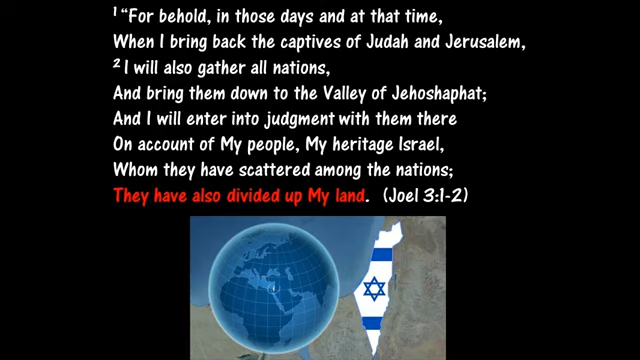 ¹ “For behold, in those days and at that time,
When I bring back the captives of Judah and Jerusalem,
² I will also gather all nations,
And bring them down to the Valley of Jehoshaphat;
And I will enter into judgment with them there
On account of My people, My heritage Israel,
Whom they have scattered among the nations;
They have also divided up My land. (Joel 3:1-2)